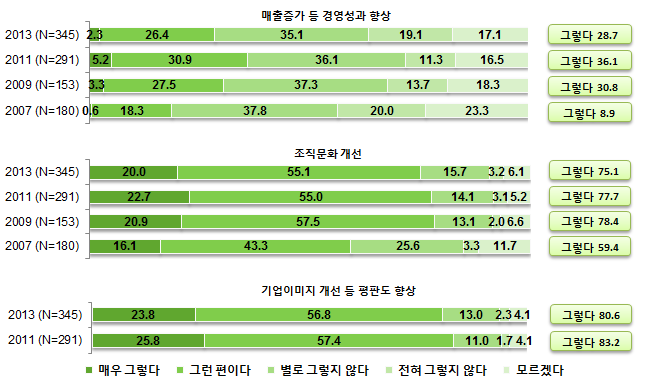 매출증가 등 경영성과 향상
2013 (N=345) 2.3 26.4 35.1 19.1 17.1 그렇다 28.7
2011 (N=291) 5.2 30.9 36.1 11.3 16.5 그렇다 36.1
2009 (N=153) 3.3 27.5 37.3 13.7 18.3 그렇다 30.8
2007 (N=180) 0.6 18.3 37.8 20.0 23.3 그렇다 8.9
조직문화 개선
2013 (N=345) 20.0 55.1 15.7 3.2 6.1 그렇다 75.1
2011 (N=291) 22.7 55.0 14.1 3.1 5.2 그렇다 77.7
2009 (N=153) 20.9 57.5 13.1 2.0 6.6 그렇다 78.4
2007 (N=180) 16.1 43.3 25.6 3.3 11.7 그렇다 59.4
기업이미지 개선 등 평판도 향상
2013 (N=345) 23.8 56.8 13.0 2.3 4.1 그렇다 80.6
2011 (N=291) 25.8 57.4 11.0 1.7 4.1 그렇다 83.2
매우 그렇다 그런 편이다 별로 그렇지 않다 전혀 그렇지 않다 모르겠다